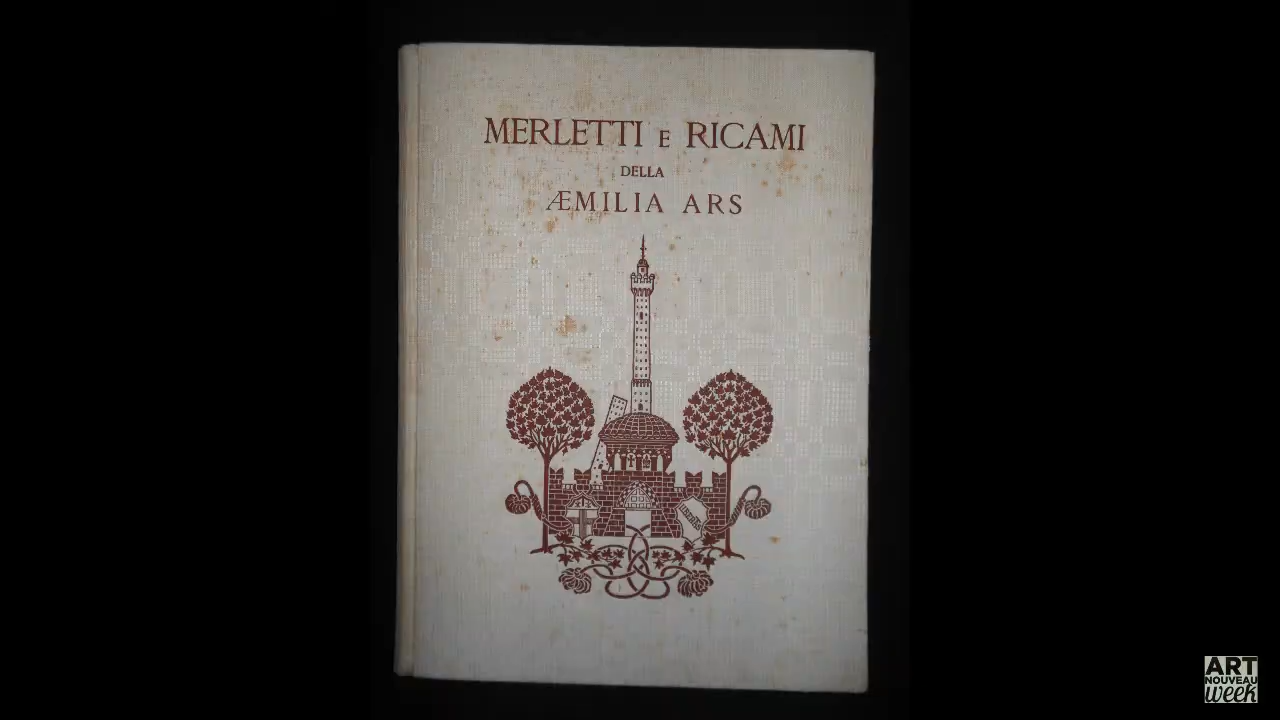 MERLETTI E RICAMI
DELLA
ÆMILIA ARS
ART
NOUVEAU
week